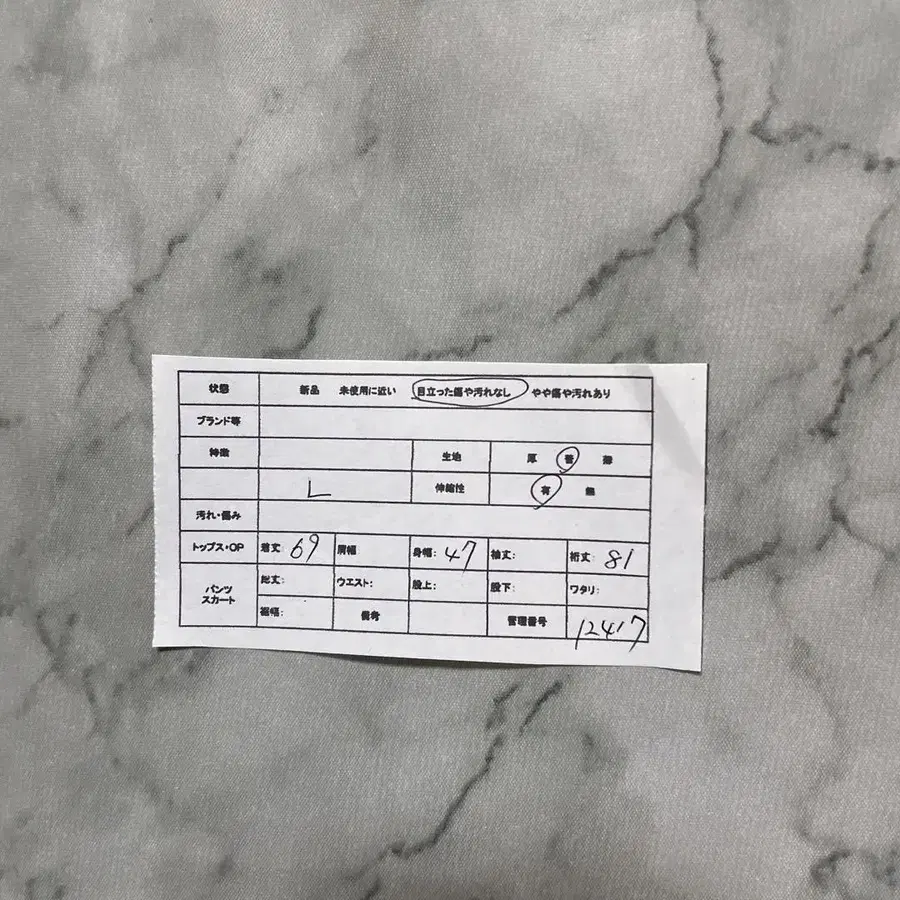 状態 新品 未使用に近い 目立った傷や汚れなし やや傷や汚れあり
ブランド等
特徴 生地 厚 普 薄
L 伸縮性 有 無
汚れ・傷み
トップス・OP 着丈 69 肩幅 身幅: 47 袖丈: 裄丈: 81
パンツ スカート 総丈: ウエスト: 股上: 股下: ワタリ:
裾幅: 備考 管理番号 12417